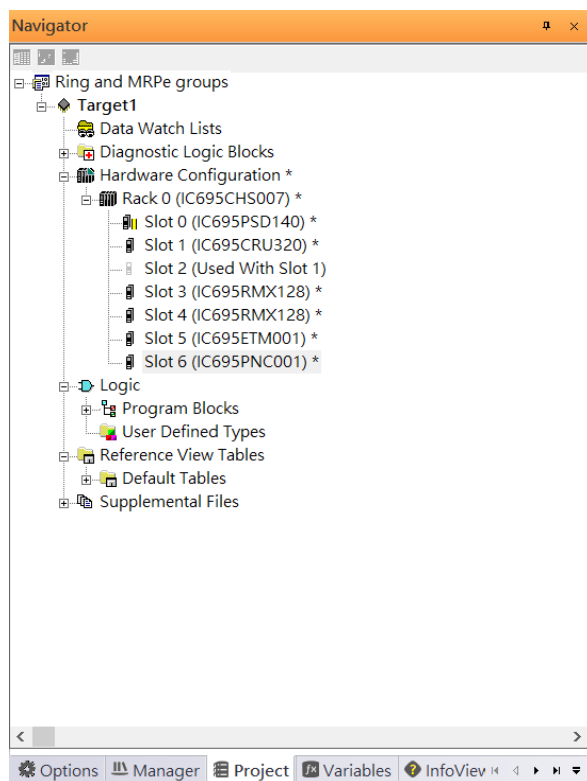 Navigator
Ring and MRPe groups
Target1
Data Watch Lists
Diagnostic Logic Blocks
Hardware Configuration *
Rack 0 (IC695CHS007) *
Slot 0 (IC695PSD140) *
Slot 1 (IC695CRU320) *
Slot 2 (Used With Slot 1)
Slot 3 (IC695RMX128) *
Slot 4 (IC695RMX128) *
Slot 5 (IC695ETM001) *
Slot 6 (IC695PNC001) *
Logic
Program Blocks
User Defined Types
Reference View Tables
Default Tables
Supplemental Files
Options Manager Project Variables InfoView